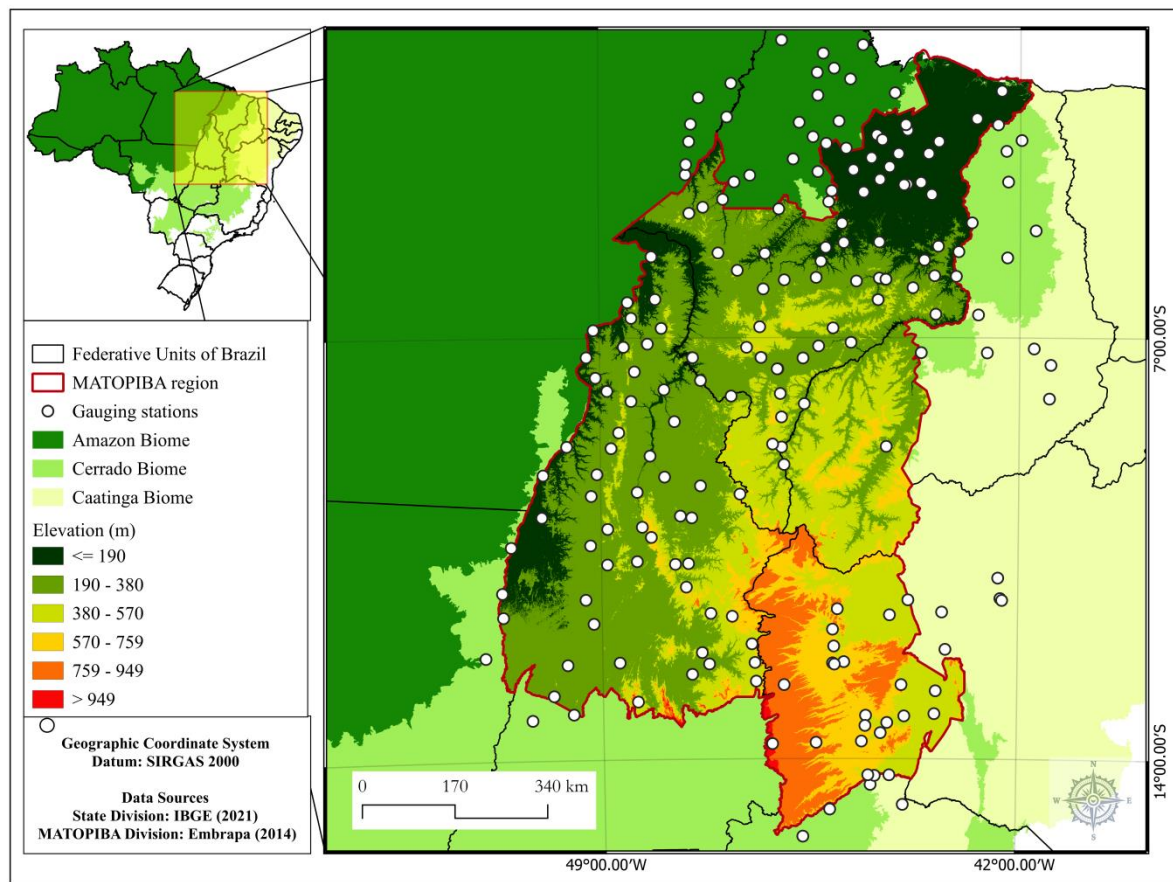 Federative Units of Brazil
MATOPIBA region
Gauging stations
Amazon Biome
Cerrado Biome
Caatinga Biome
Elevation (m)
<= 190
190 - 380
380 - 570
570 - 759
759 - 949
> 949
Geographic Coordinate System
Datum: SIRGAS 2000
Data Sources
State Division: IBGE (2021)
MATOPIBA Division: Embrapa (2014)
0 170 340 km
7°00.00'S
14°00.00'S
49°00.00'W
42°00.00'W
N
W E
S